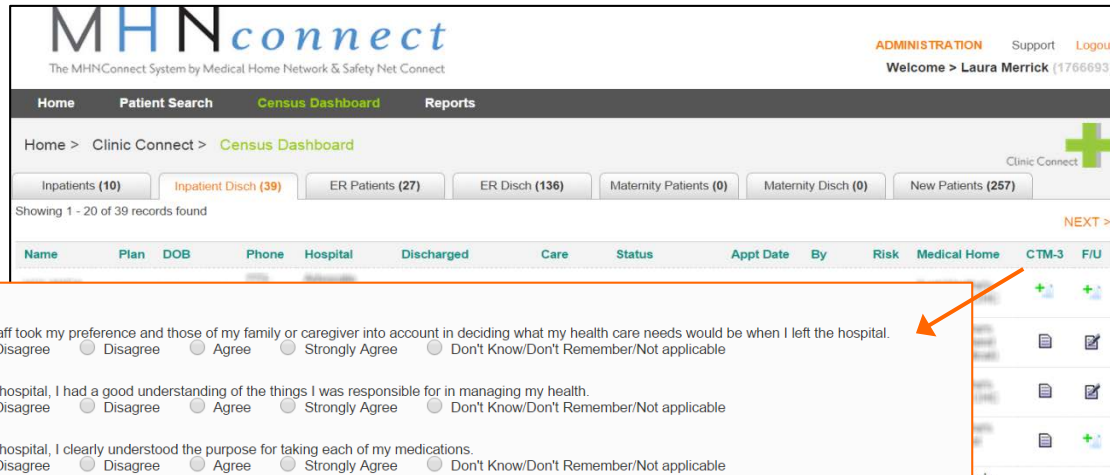 MHNconnect
The MHNConnect System by Medical Home Network & Safety Net Connect
ADMINISTRATION Support Logou
Welcome > Laura Merrick (1766693
Home Patient Search Census Dashboard Reports
Home > Clinic Connect > Census Dashboard
Clinic Connect
Inpatients (10) Inpatient Disch (39) ER Patients (27) ER Disch (136) Maternity Patients (0) Maternity Disch (0) New Patients (257)
Showing 1 - 20 of 39 records found
NEXT >
Name Plan DOB Phone Hospital Discharged Care Status Appt Date By Risk Medical Home CTM-3 F/U
aff took my preference and those of my family or caregiver into account in deciding what my health care needs would be when I left the hospital.
Disagree Disagree Agree Strongly Agree Don't Know/Don't Remember/Not applicable
hospital, I had a good understanding of the things I was responsible for in managing my health.
Disagree Disagree Agree Strongly Agree Don't Know/Don't Remember/Not applicable
hospital, I clearly understood the purpose for taking each of my medications.
Disagree Disagree Agree Strongly Agree Don't Know/Don't Remember/Not applicable